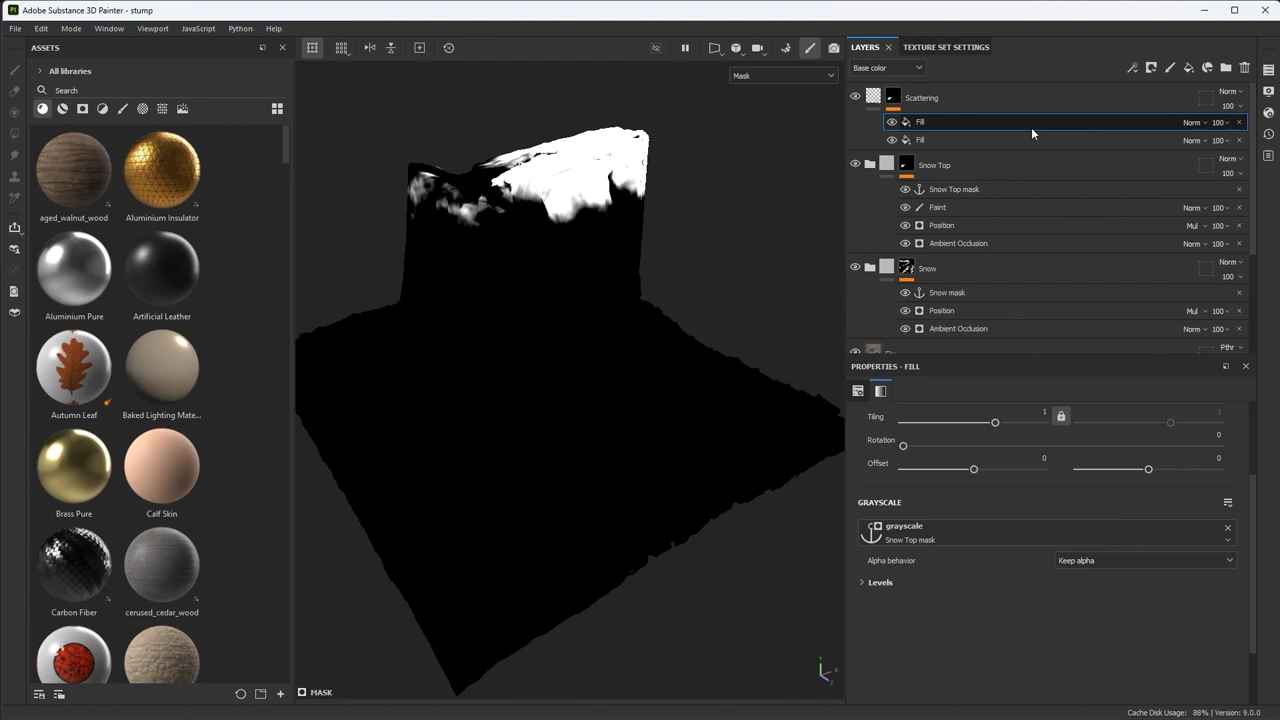 Adobe Substance 3D Painter - stump
File Edit Mode Window Viewport JavaScript Python Help
ASSETS
All libraries
Search
aged_walnut_wood
Aluminium Insulator
Aluminium Pure
Artificial Leather
Autumn Leaf
Baked Lighting Mate...
Brass Pure
Calf Skin
Carbon Fiber
cerused_cedar_wood
Mask
MASK
Y
X
Z
LAYERS
TEXTURE SET SETTINGS
Base color
Scattering Norm
100
Fill Norm 100
Fill Norm 100
Snow Top Norm
100
Snow Top mask
Paint Norm 100
Position Mul 100
Ambient Occlusion Norm 100
Snow Norm
100
Snow mask
Position Mul 100
Ambient Occlusion Norm 100
Pthr
PROPERTIES - FILL
Tiling 1 1
Rotation 0
Offset 0 0
GRAYSCALE
grayscale
Snow Top mask
Alpha behavior Keep alpha
Levels
Cache Disk Usage: 88% | Version: 9.0.0